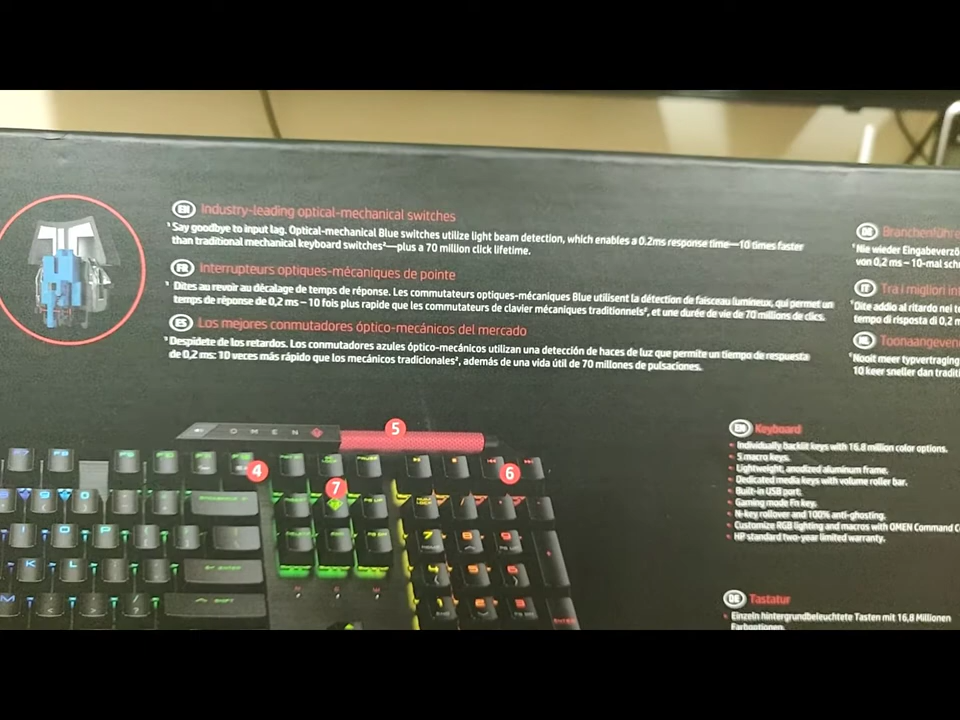 EN Industry-leading optical-mechanical switches
¹ Say goodbye to input lag. Optical-mechanical Blue switches utilize light beam detection, which enables a 0.2ms response time—10 times faster
than traditional mechanical keyboard switches²—plus a 70 million click lifetime.
FR Interrupteurs optiques-mécaniques de pointe
¹ Dites au revoir au décalage de temps de réponse. Les commutateurs optiques-mécaniques Blue utilisent la détection de faisceau lumineux, qui permet un
temps de réponse de 0,2 ms – 10 fois plus rapide que les commutateurs de clavier mécaniques traditionnels², et une durée de vie de 70 millions de clics.
ES Los mejores conmutadores óptico-mecánicos del mercado
¹ Despídete de los retardos. Los conmutadores azules óptico-mecánicos utilizan una detección de haces de luz que permite un tiempo de respuesta
de 0,2 ms: 10 veces más rápido que los mecánicos tradicionales², además de una vida útil de 70 millones de pulsaciones.
DE
¹ Nie wieder
von 0,2 ms – 10-mal
IT Tra i migliori
¹ Dite addio al ritardo nel
tempo di risposta di 0,2
NL
¹ Nooit meer
10 keer sneller dan
OMEN
5
4
6
7
EN Keyboard
• Individually backlit keys with 16.8 million color options.
• 5 macro keys.
• Lightweight, anodized aluminum frame.
• Dedicated media keys with volume roller bar.
• Built-in USB port.
• Gaming mode Fn key.
• N-key rollover and 100% anti-ghosting.
• Customize RGB lighting and macros with OMEN Command
• HP standard two-year limited warranty.
DE Tastatur
• Einzeln hintergrundbeleuchtete Tasten mit 16,8 Millionen
Farboptionen.